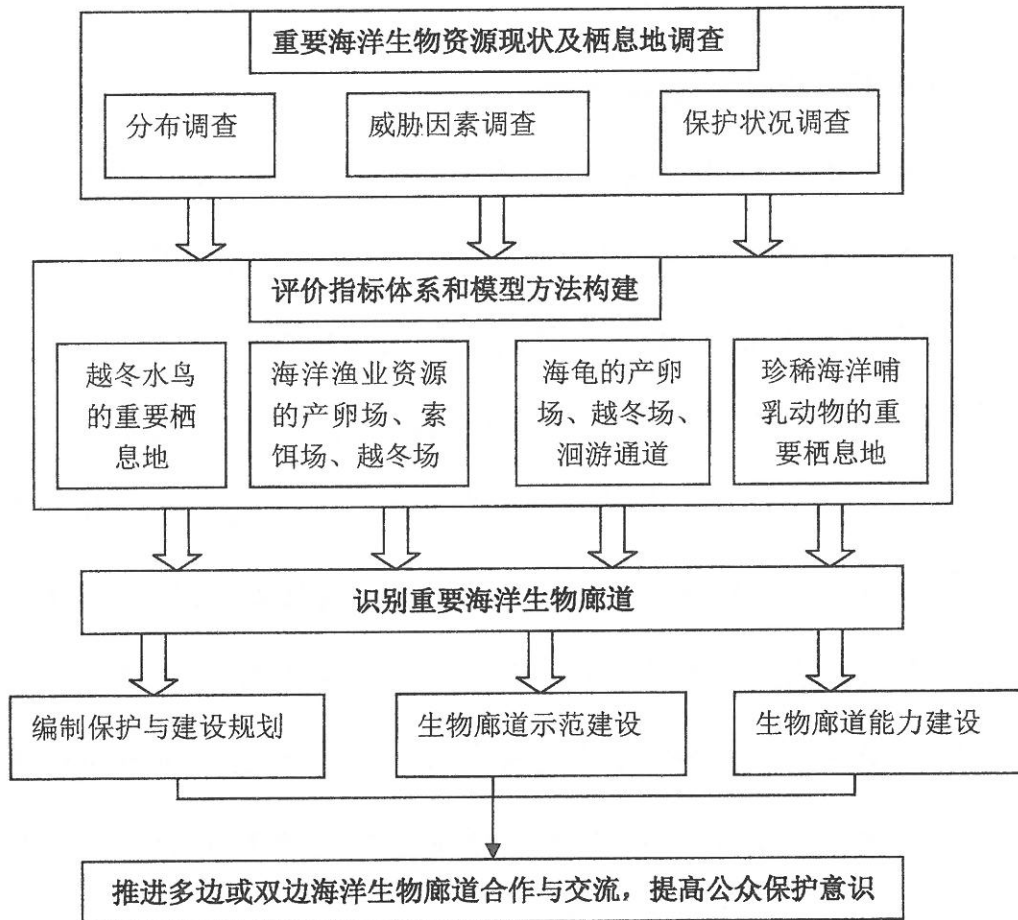 重要海洋生物资源现状及栖息地调查
分布调查
威胁因素调查
保护状况调查
评价指标体系和模型方法构建
越冬水鸟
的重要栖
息地
海洋渔业资源
的产卵场、索
饵场、越冬场
海龟的产卵
场、越冬场、
洄游通道
珍稀海洋哺
乳动物的重
要栖息地
识别重要海洋生物廊道
编制保护与建设规划
生物廊道示范建设
生物廊道能力建设
推进多边或双边海洋生物廊道合作与交流，提高公众保护意识